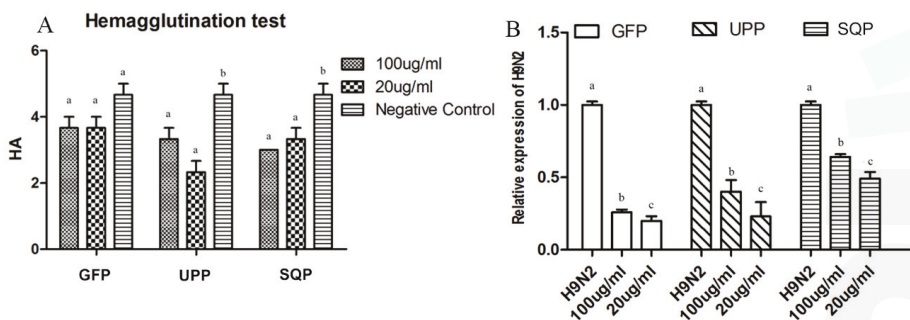 A Hemagglutination test
HA
6
4
2
0
a a a
a a b
a a b
GFP UPP SQP
100ug/ml
20ug/ml
Negative Control
B
GFP UPP SQP
Relative expression of H9N2
1.5
1.0
0.5
0.0
a b c
a b c
a b c
H9N2 100ug/ml 20ug/ml H9N2 100ug/ml 20ug/ml H9N2 100ug/ml 20ug/ml